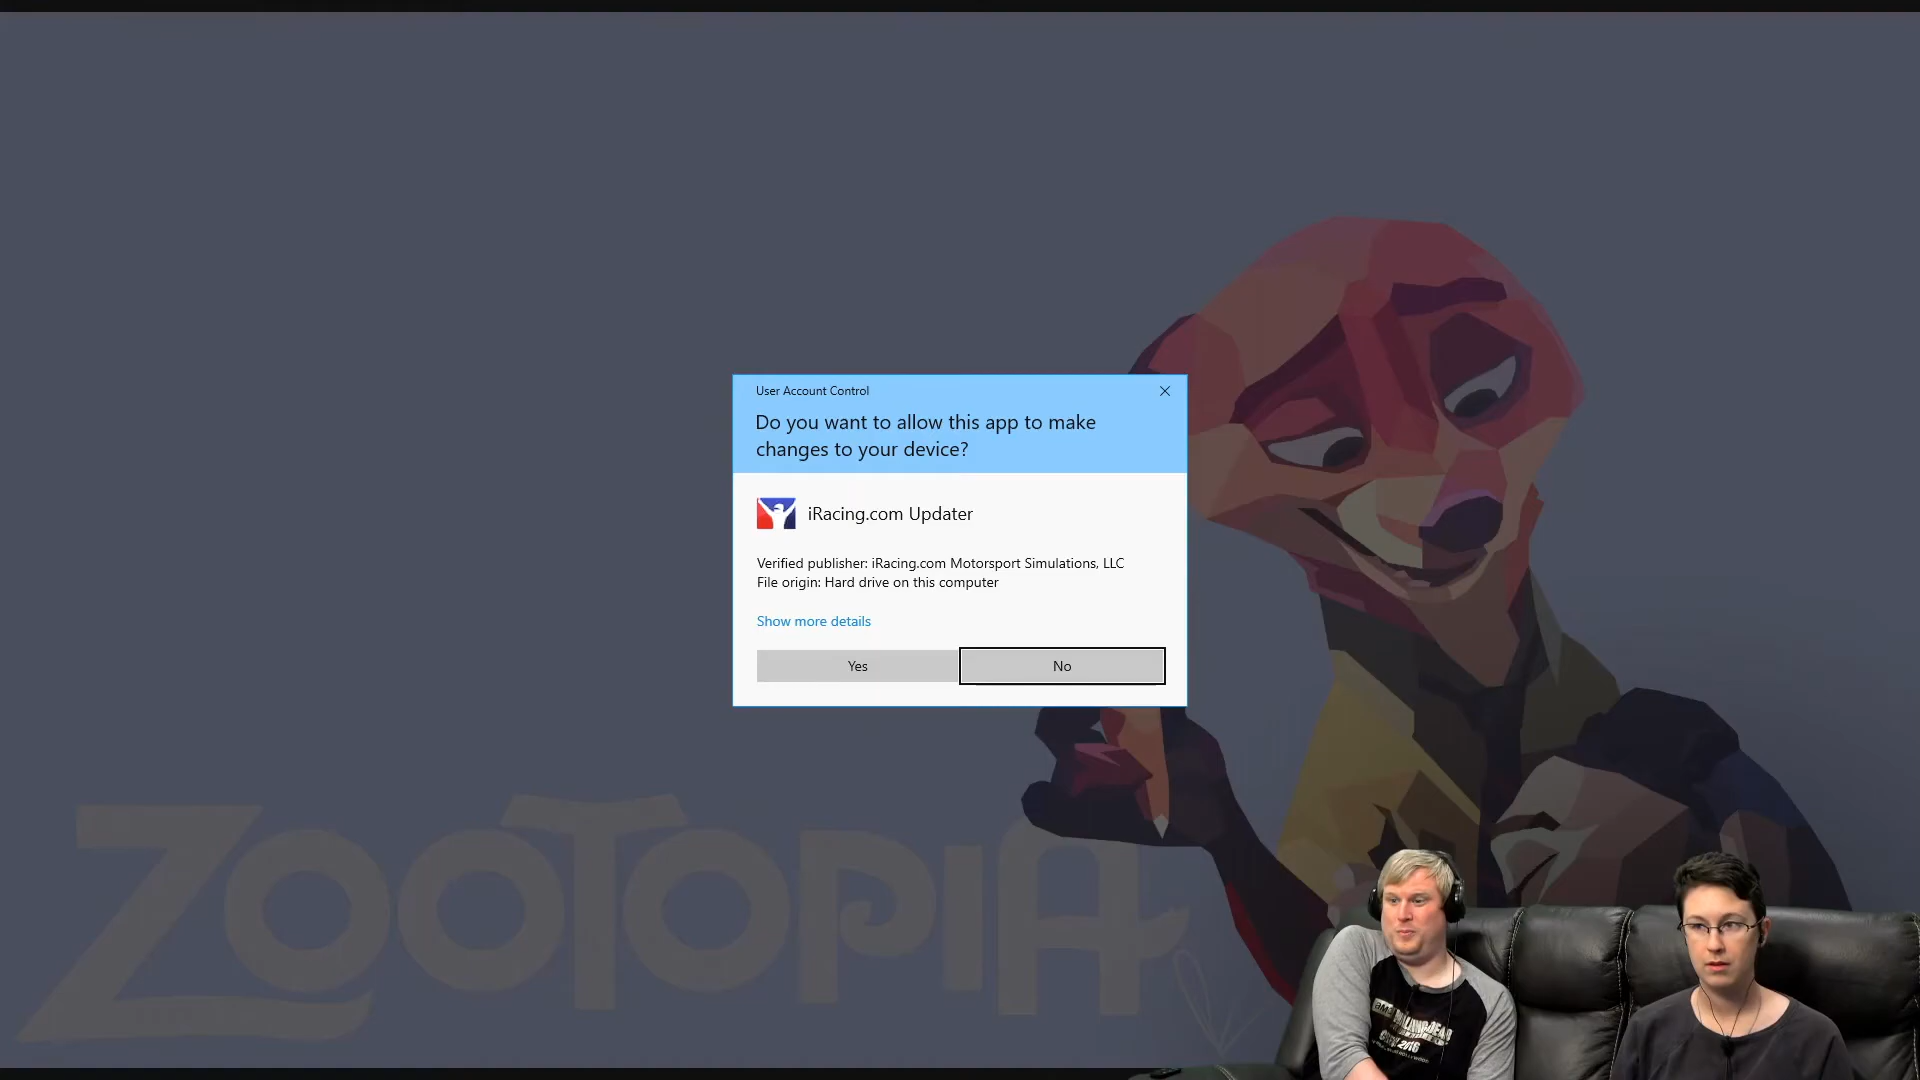 User Account Control
Do you want to allow this app to make
changes to your device?
iRacing.com Updater
Verified publisher: iRacing.com Motorsport Simulations, LLC
File origin: Hard drive on this computer
Show more details
Yes No
ZOOTOPIA
2016